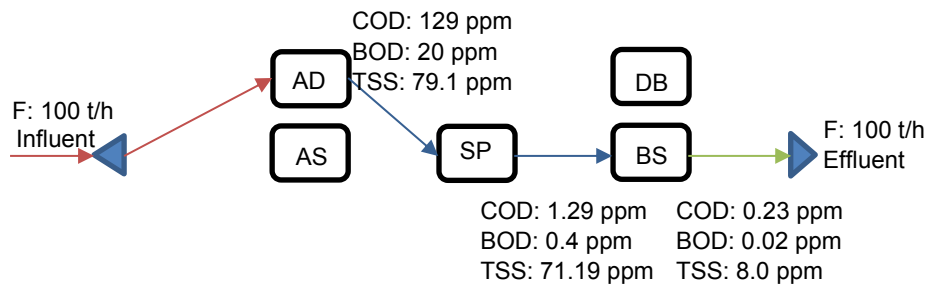 COD: 129 ppm
BOD: 20 ppm
TSS: 79.1 ppm
AD
DB
F: 100 t/h
Influent
AS
SP
BS
F: 100 t/h
Effluent
COD: 1.29 ppm
BOD: 0.4 ppm
TSS: 71.19 ppm
COD: 0.23 ppm
BOD: 0.02 ppm
TSS: 8.0 ppm